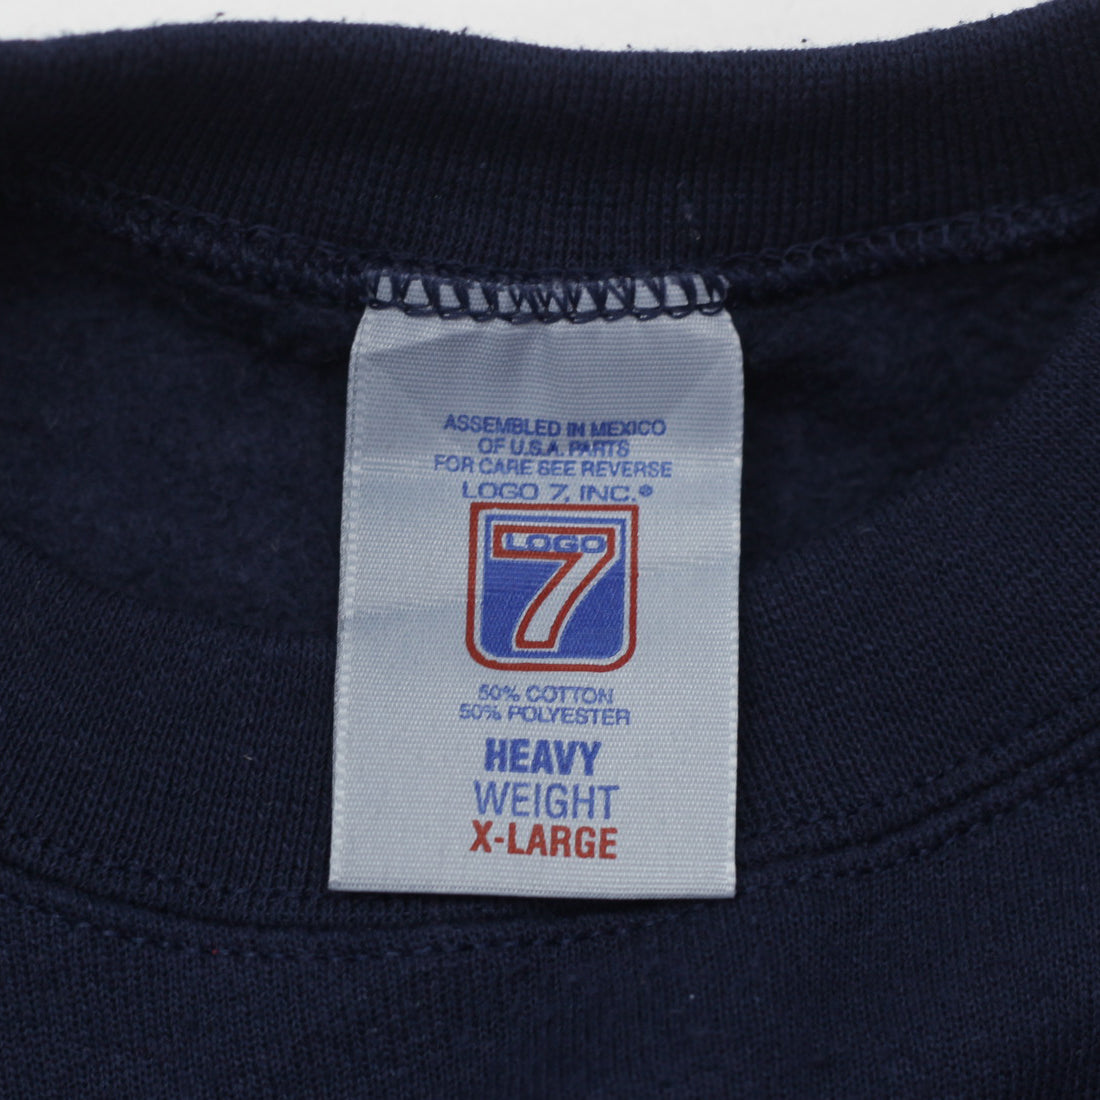 ASSEMBLED IN MEXICO
OF U.S.A. PARTS
FOR CARE SEE REVERSE
LOGO 7, INC.®
LOGO
7
50% COTTON
50% POLYESTER
HEAVY
WEIGHT
X-LARGE